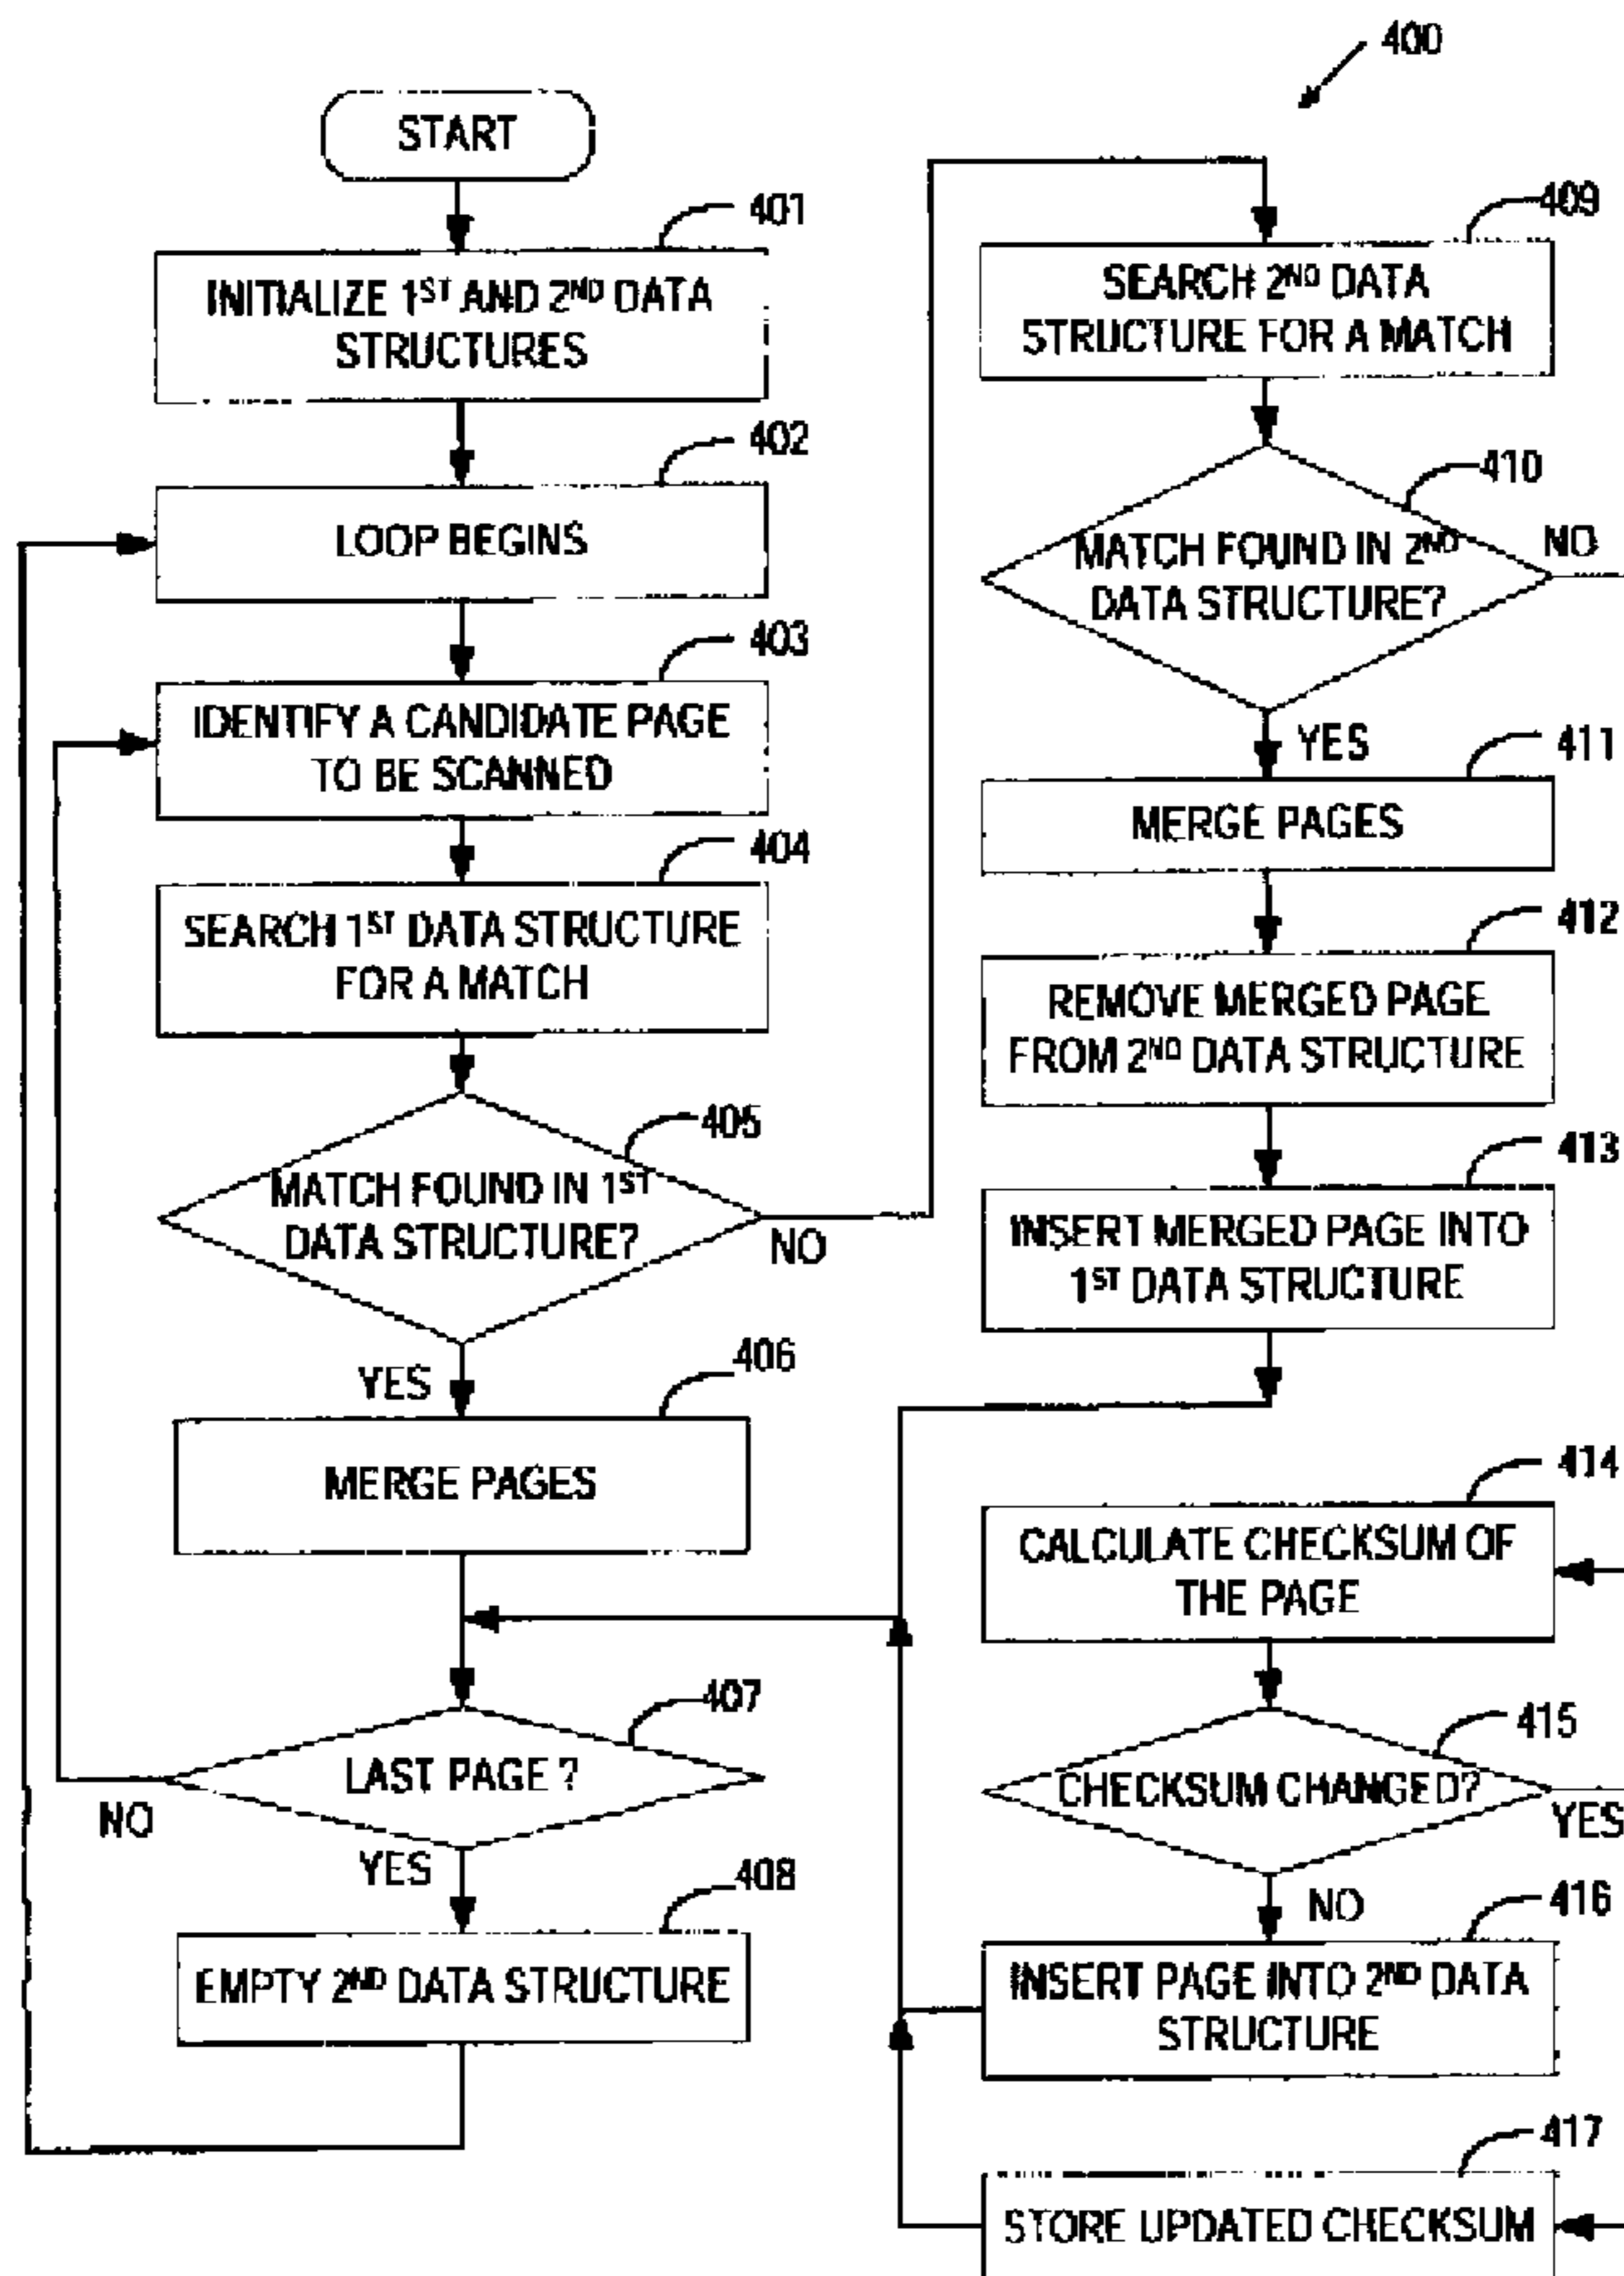 400
START
401
INITIALIZE 1ST AND 2ND DATA
STRUCTURES
402
LOOP BEGINS
403
IDENTIFY A CANDIDATE PAGE
TO BE SCANNED
404
SEARCH 1ST DATA STRUCTURE
FOR A MATCH
405
MATCH FOUND IN 1ST
DATA STRUCTURE?
NO
YES
406
MERGE PAGES
407
LAST PAGE ?
NO
YES
408
EMPTY 2ND DATA STRUCTURE
409
SEARCH 2ND DATA
STRUCTURE FOR A MATCH
410
MATCH FOUND IN 2ND
DATA STRUCTURE?
NO
YES
411
MERGE PAGES
412
REMOVE MERGED PAGE
FROM 2ND DATA STRUCTURE
413
INSERT MERGED PAGE INTO
1ST DATA STRUCTURE
414
CALCULATE CHECKSUM OF
THE PAGE
415
CHECKSUM CHANGED?
YES
NO
416
INSERT PAGE INTO 2ND DATA
STRUCTURE
417
STORE UPDATED CHECKSUM